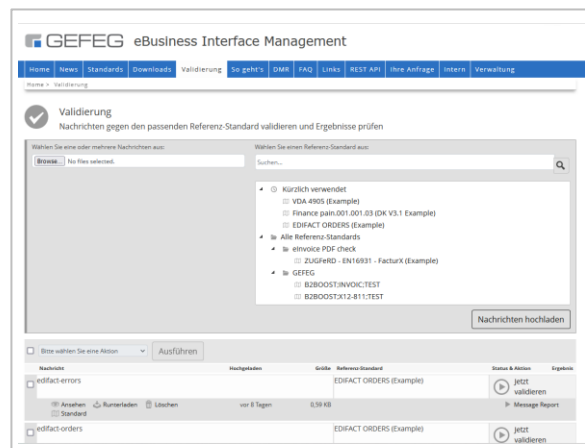 GEFEG eBusiness Interface Management
Home News Standards Downloads Validierung So geht's DMR FAQ Links REST API Ihre Anfrage Intern Verwaltung
Home > Validierung
Validierung
Nachrichten gegen den passenden Referenz-Standard validieren und Ergebnisse prüfen
Wählen Sie eine oder mehrere Nachrichten aus: Wählen Sie einen Referenz-Standard aus:
Browse... No files selected. Suchen...
Kürzlich verwendet
VDA 4905 (Example)
Finance pain.001.001.03 (DK V3.1 Example)
EDIFACT ORDERS (Example)
Alle Referenz-Standards
eInvoice PDF check
ZUGFeRD - EN16931 - FacturX (Example)
GEFEG
B2BOOST;INVOIC;TEST
B2BOOST;X12-811;TEST
Nachrichten hochladen
Bitte wählen Sie eine Aktion Ausführen
Nachricht Hochgeladen Größe Referenz-Standard Status & Aktion Ergebnis
edifact-errors EDIFACT ORDERS (Example) Jetzt validieren
Ansehen Runterladen Löschen vor 8 Tagen 0,59 KB Message Report
Standard
edifact-orders EDIFACT ORDERS (Example) Jetzt validieren